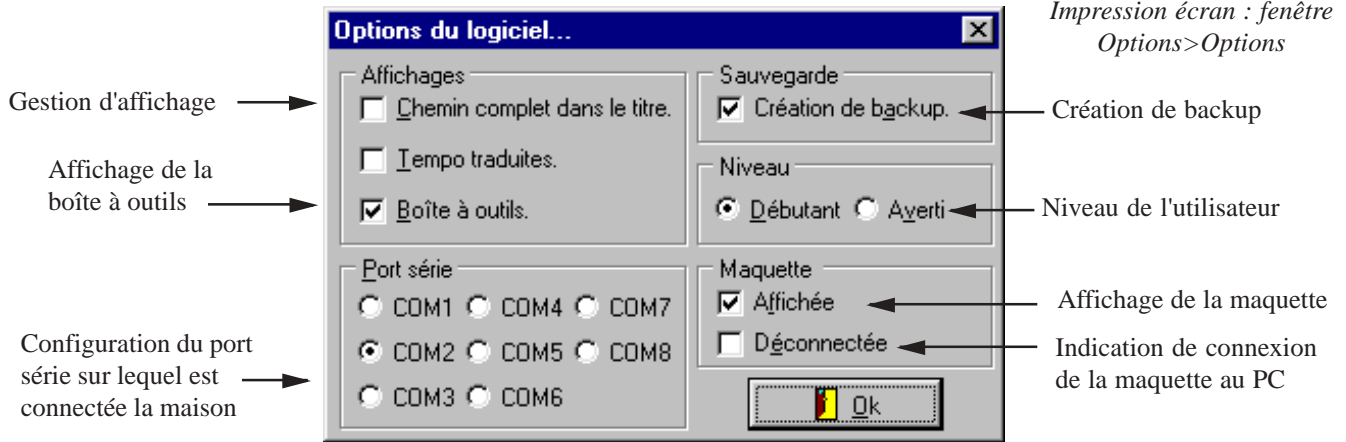 Impression écran : fenêtre
Options>Options
Options du logiciel...
Gestion d'affichage
Affichage de la
boîte à outils
Configuration du port
série sur lequel est
connectée la maison
Affichages
Chemin complet dans le titre.
Tempo traduites.
Boîte à outils.
Port série
COM1 COM4 COM7
COM2 COM5 COM8
COM3 COM6
Sauvegarde
Création de backup.
Niveau
Débutant Averti
Maquette
Affichée
Déconnectée
Ok
Création de backup
Niveau de l'utilisateur
Affichage de la maquette
Indication de connexion
de la maquette au PC